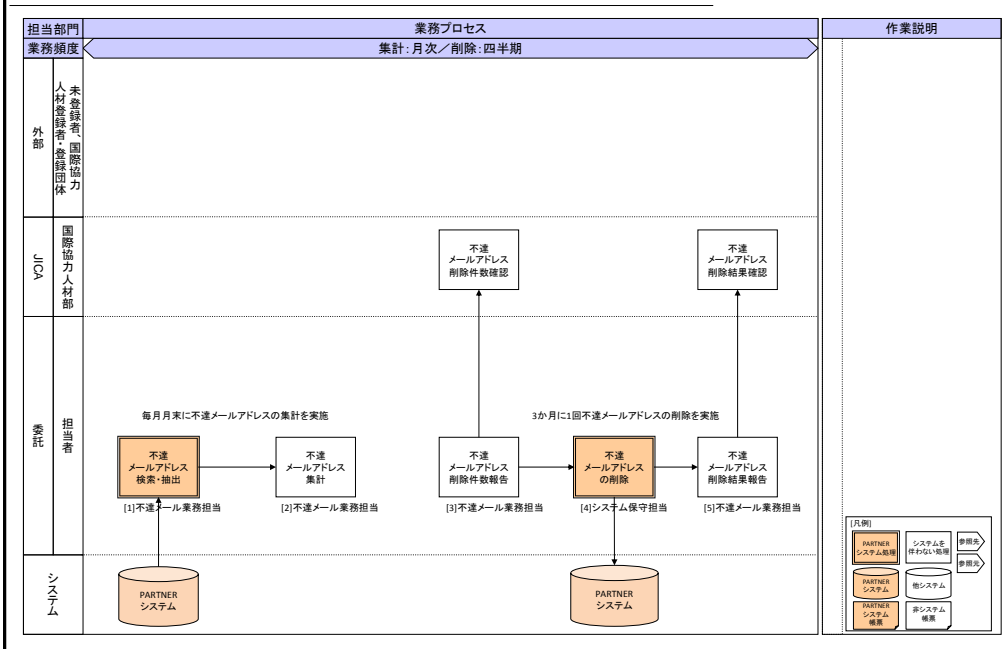 担当部門
業務プロセス
作業説明
業務頻度
集計：月次／削除：四半期
外部
未登録者、国際協力
人材登録者・登録団体
JICA
国際協力人材部
不達
メールアドレス
削除件数確認
不達
メールアドレス
削除結果確認
委託
担当者
毎月月末に不達メールアドレスの集計を実施
3か月に1回不達メールアドレスの削除を実施
不達
メールアドレス
検索・抽出
不達
メールアドレス
集計
不達
メールアドレス
削除件数報告
不達
メールアドレス
の削除
不達
メールアドレス
削除結果報告
[1]不達メール業務担当
[2]不達メール業務担当
[3]不達メール業務担当
[4]システム保守担当
[5]不達メール業務担当
システム
PARTNER
システム
PARTNER
システム
[凡例]
PARTNER
システム処理
システムを
伴わない処理
参照先
参照元
PARTNER
システム
他システム
PARTNER
システム
帳票
非システム
帳票